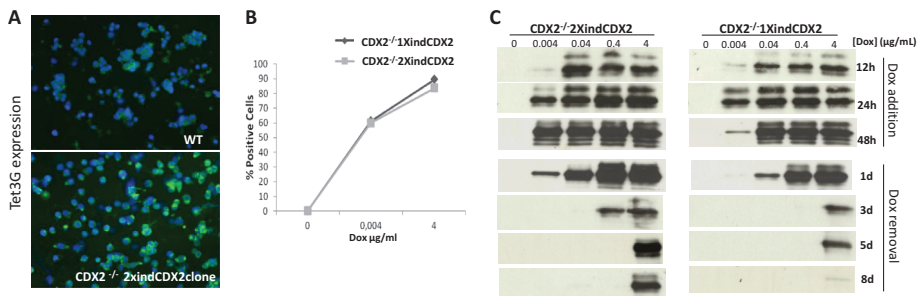 A
Tet3G expression
WT
CDX2 -/- 2xindCDX2clone
B
CDX2-/-1XindCDX2
CDX2-/-2XindCDX2
% Positive Cells
100
90
80
70
60
50
40
30
20
10
0
0
0,004
4
Dox µg/ml
C
CDX2-/-2XindCDX2
CDX2-/-1XindCDX2
0 0.004 0.04 0.4 4
0 0.004 0.04 0.4 4
[Dox] (µg/mL)
12h
24h
48h
Dox addition
1d
3d
5d
8d
Dox removal